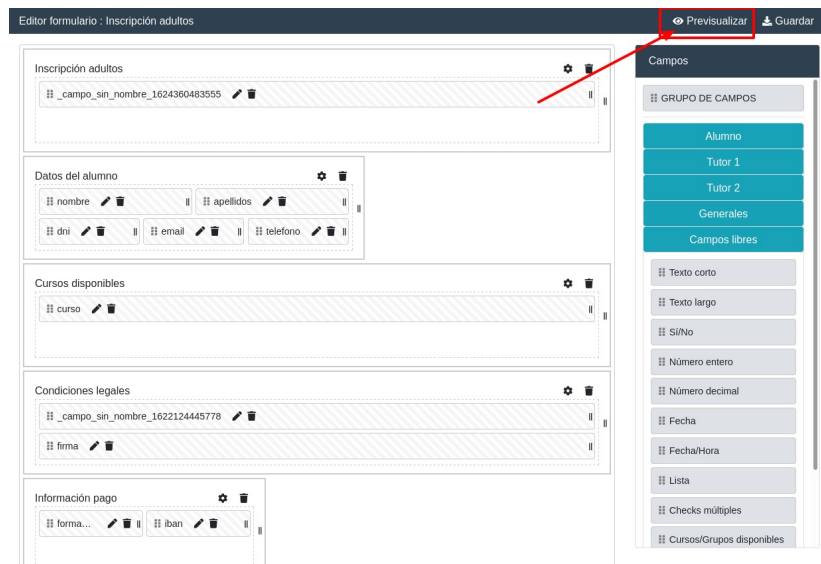 Editor formulario : Inscripción adultos
Previsualizar
Guardar
Inscripción adultos
_campo_sin_nombre_1624360483555
Datos del alumno
nombre
apellidos
dni
email
telefono
Cursos disponibles
curso
Condiciones legales
_campo_sin_nombre_1622124445778
firma
Información pago
forma...
iban
Campos
GRUPO DE CAMPOS
Alumno
Tutor 1
Tutor 2
Generales
Campos libres
Texto corto
Texto largo
Sí/No
Número entero
Número decimal
Fecha
Fecha/Hora
Lista
Checks múltiples
Cursos/Grupos disponibles